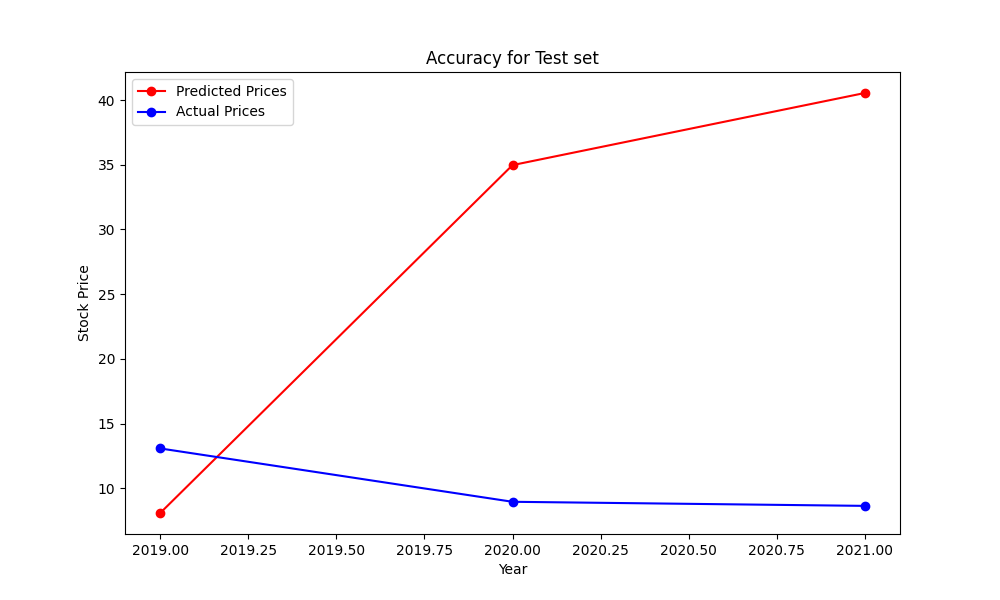 Accuracy for Test set
Predicted Prices
Actual Prices
Stock Price
40
35
30
25
20
15
10
2019.00 2019.25 2019.50 2019.75 2020.00 2020.25 2020.50 2020.75 2021.00
Year